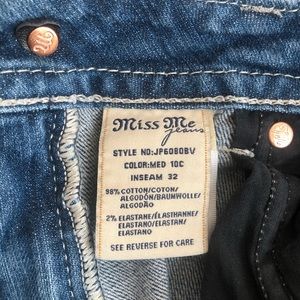 Miss Me
jeans
STYLE NO:JP6080BV
COLOR:MED 10C
INSEAM 32
98% COTTON/COTON/
ALGODÓN/BAUMWOLLE/
ALGODÃO
2% ELASTANE/ÉLASTHANNE/
ELASTANO/ELASTAN/
ELASTANO
SEE REVERSE FOR CARE